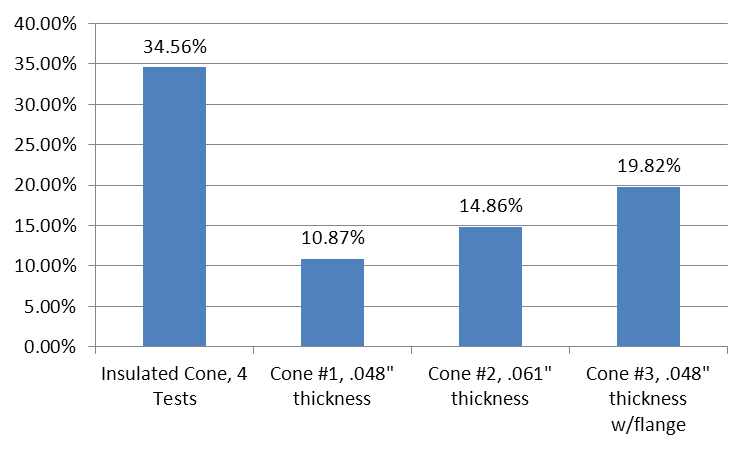 40.00%
35.00%
30.00%
25.00%
20.00%
15.00%
10.00%
5.00%
0.00%
34.56%
10.87%
14.86%
19.82%
Insulated Cone, 4
Tests
Cone #1, .048"
thickness
Cone #2, .061"
thickness
Cone #3, .048"
thickness
w/flange